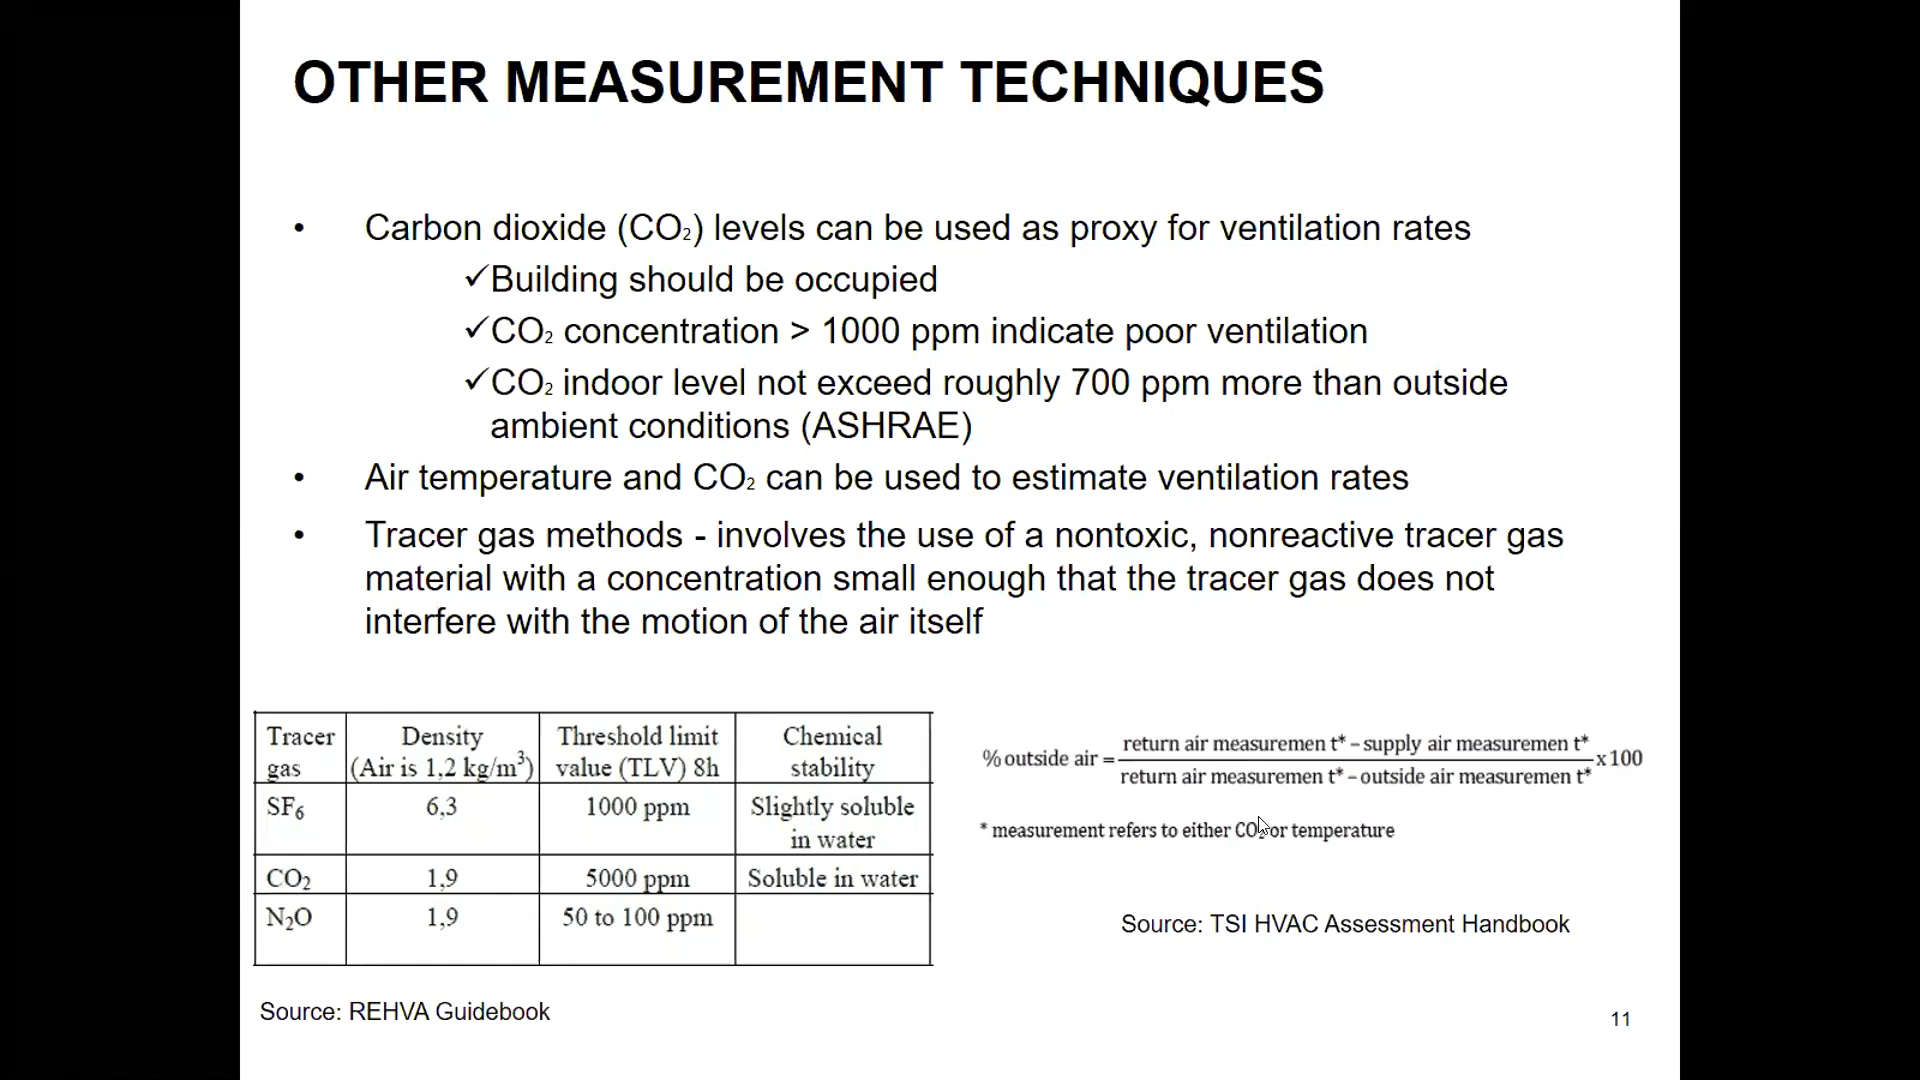 OTHER MEASUREMENT TECHNIQUES
• Carbon dioxide (CO₂) levels can be used as proxy for ventilation rates
✓Building should be occupied
✓CO₂ concentration > 1000 ppm indicate poor ventilation
✓CO₂ indoor level not exceed roughly 700 ppm more than outside
ambient conditions (ASHRAE)
• Air temperature and CO₂ can be used to estimate ventilation rates
• Tracer gas methods - involves the use of a nontoxic, nonreactive tracer gas
material with a concentration small enough that the tracer gas does not
interfere with the motion of the air itself
Tracer gas | Density (Air is 1,2 kg/m³) | Threshold limit value (TLV) 8h | Chemical stability
SF₆ | 6,3 | 1000 ppm | Slightly soluble in water
CO₂ | 1,9 | 5000 ppm | Soluble in water
N₂O | 1,9 | 50 to 100 ppm
Source: REHVA Guidebook
return air measuremen t* – supply air measuremen t*
% outside air = x100
return air measuremen t* – outside air measuremen t*
* measurement refers to either CO₂ or temperature
Source: TSI HVAC Assessment Handbook
11